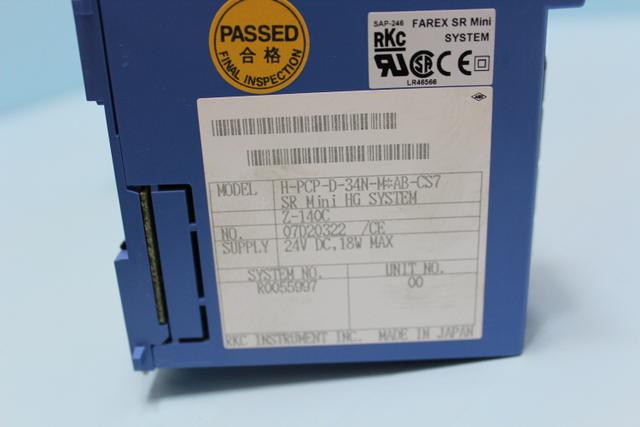 PASSED
合格
FINAL INSPECTION
SAP-246 FAREX SR Mini
RKC SYSTEM
LR46566
MODEL H-PCP-D-34N-M*AB-CS7
SR Mini HG SYSTEM
Z-140C
NO. 07D20322 /CE
SUPPLY 24V DC,18W MAX
SYSTEM NO. UNIT NO.
R0055997 00
RKC INSTRUMENT INC. MADE IN JAPAN